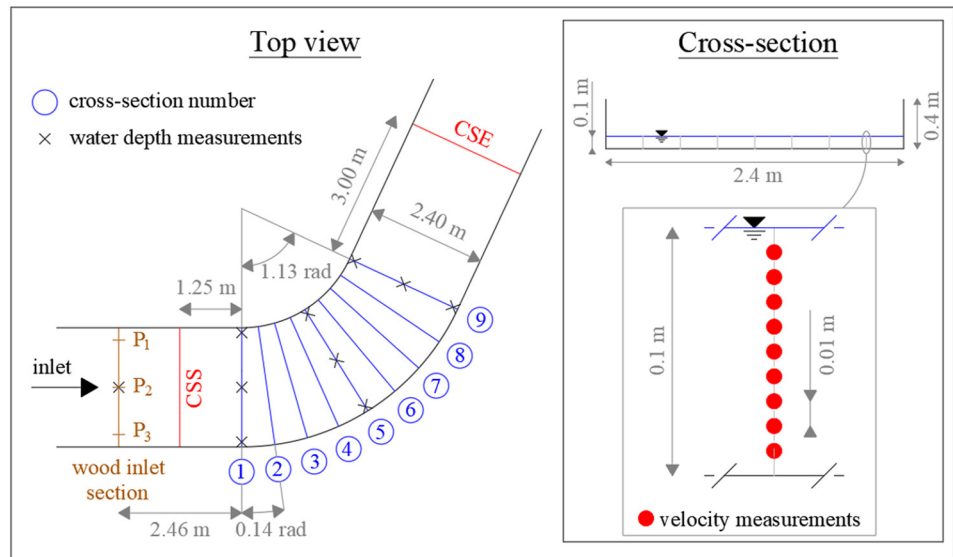 Top view
cross-section number
water depth measurements
CSE
3.00 m
2.40 m
1.13 rad
1.25 m
inlet
P1
P2
P3
CSS
wood inlet
section
2.46 m
0.14 rad
1
2
3
4
5
6
7
8
9
Cross-section
0.1 m
0.4 m
2.4 m
0.1 m
0.01 m
velocity measurements